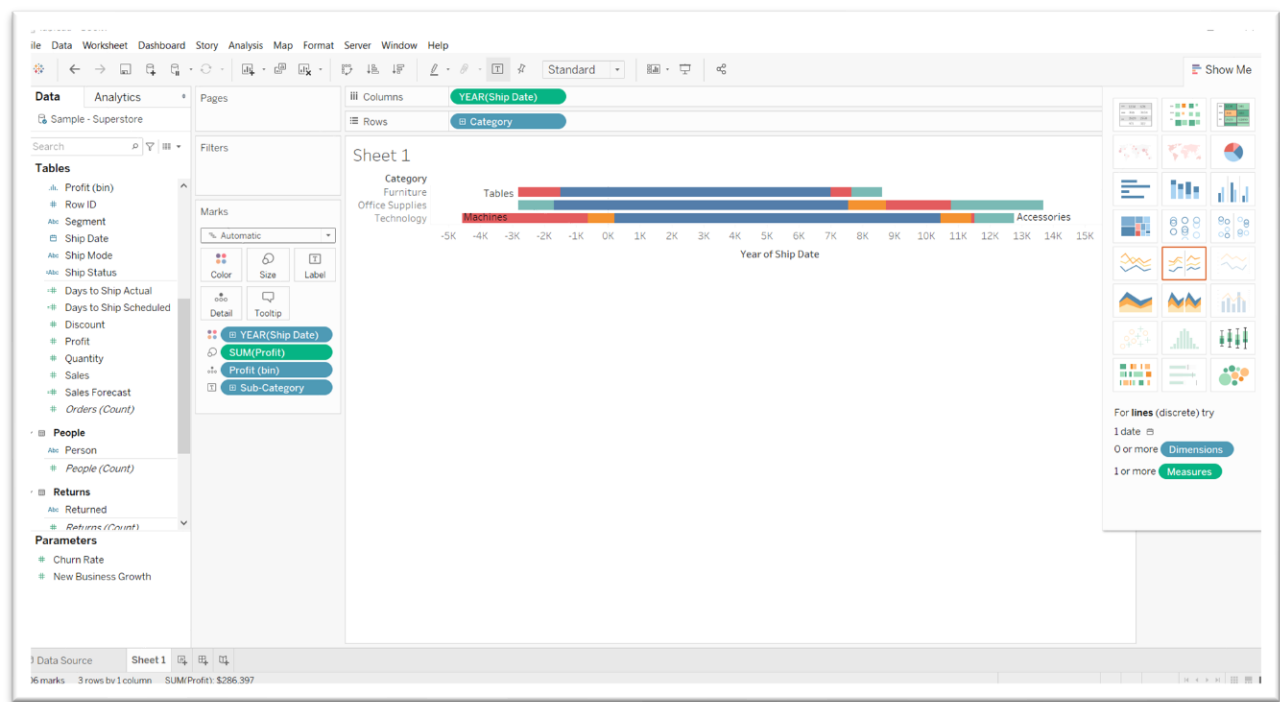 ile Data Worksheet Dashboard Story Analysis Map Format Server Window Help
Standard
Show Me
Data Analytics
Sample - Superstore
Search
Tables
Profit (bin)
# Row ID
Abc Segment
Ship Date
Abc Ship Mode
Abc Ship Status
=# Days to Ship Actual
=# Days to Ship Scheduled
# Discount
# Profit
# Quantity
# Sales
=# Sales Forecast
# Orders (Count)
People
Abc Person
# People (Count)
Returns
Abc Returned
# Returns (Count)
Parameters
# Churn Rate
# New Business Growth
Pages
Filters
Marks
Automatic
Color Size Label
Detail Tooltip
YEAR(Ship Date)
SUM(Profit)
Profit (bin)
Sub-Category
Columns YEAR(Ship Date)
Rows Category
Sheet 1
Category
Furniture Tables
Office Supplies
Technology Machines Accessories
-5K -4K -3K -2K -1K 0K 1K 2K 3K 4K 5K 6K 7K 8K 9K 10K 11K 12K 13K 14K 15K
Year of Ship Date
For lines (discrete) try
1 date
0 or more Dimensions
1 or more Measures
Data Source Sheet 1
6 marks 3 rows by 1 column SUM(Profit): $286,397